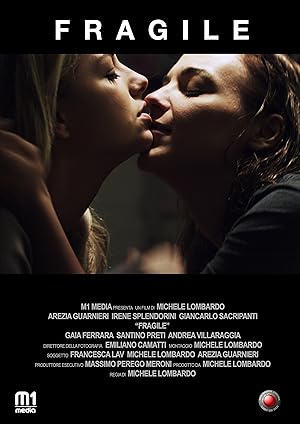 FRAGILE
M1 MEDIA PRESENTA UN FILM DI MICHELE LOMBARDO
AREZIA GUARNIERI IRENE SPLENDORINI GIANCARLO SACRIPANTI
"FRAGILE"
GAIA FERRARA SANTINO PRETI ANDREA VILLARAGGIA
DIRETTORE DELLA FOTOGRAFIA EMILIANO CAMATTI MONTAGGIO MICHELE LOMBARDO
SOGGETTO FRANCESCA LAV MICHELE LOMBARDO AREZIA GUARNIERI
PRODUTTORE ESECUTIVO MASSIMO PEREGO MERONI PRODOTTO DA MICHELE LOMBARDO
REGIA DI MICHELE LOMBARDO
M1
media